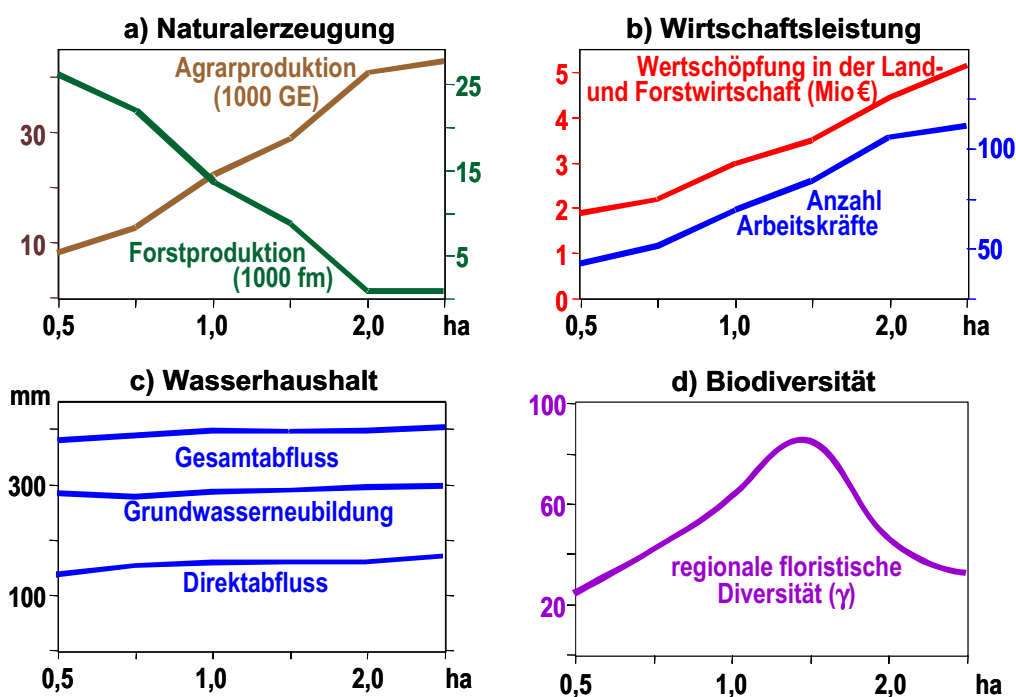 a) Naturalerzeugung
Agrarproduktion
(1000 GE)
Forstproduktion
(1000 fm)
30
10
25
15
5
0,5
1,0
2,0
ha
b) Wirtschaftsleistung
Wertschöpfung in der Land-
und Forstwirtschaft (Mio €)
Anzahl
Arbeitskräfte
5
4
3
2
1
0
100
50
0,5
1,0
2,0
ha
c) Wasserhaushalt
mm
300
100
Gesamtabfluss
Grundwasserneubildung
Direktabfluss
0,5
1,0
2,0
ha
d) Biodiversität
100
60
20
regionale floristische
Diversität (γ)
0,5
1,0
2,0
ha